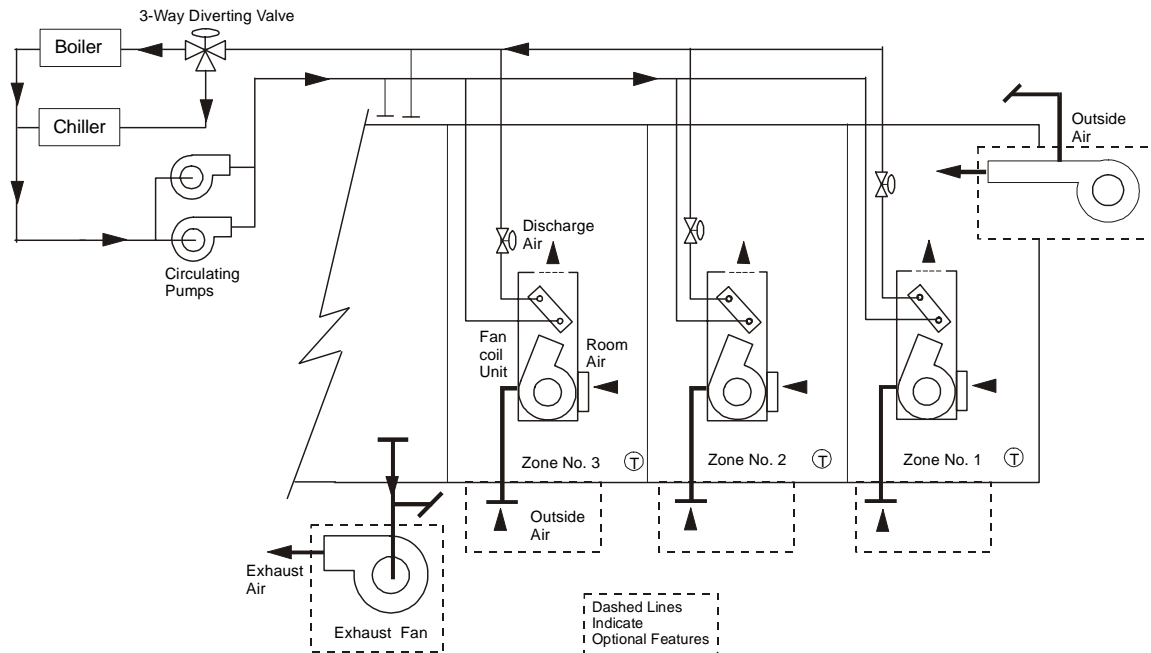 3-Way Diverting Valve
Boiler
Chiller
Outside
Air
Circulating
Pumps
Discharge
Air
Fan
coil
Unit
Room
Air
Zone No. 3
T
Zone No. 2
T
Zone No. 1
T
Outside
Air
Exhaust
Air
Exhaust Fan
Dashed Lines
Indicate
Optional Features